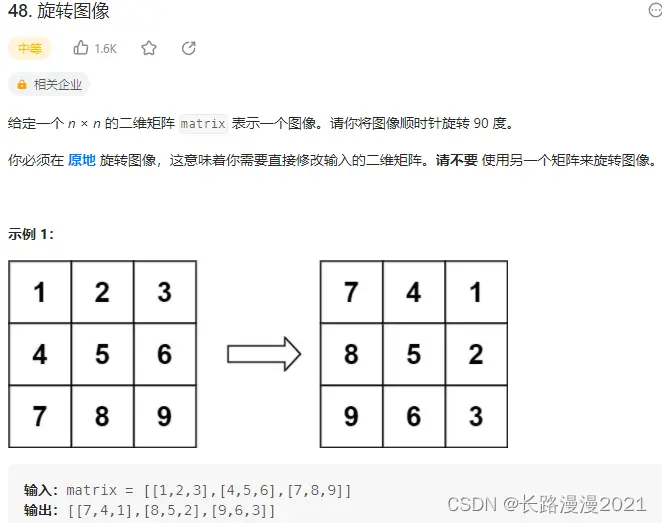 48. 旋转图像
中等 1.6K
相关企业
给定一个 n × n 的二维矩阵 matrix 表示一个图像。请你将图像顺时针旋转 90 度。
你必须在 原地 旋转图像，这意味着你需要直接修改输入的二维矩阵。请不要 使用另一个矩阵来旋转图像。
示例 1：
1 2 3 7 4 1
4 5 6 8 5 2
7 8 9 9 6 3
输入：matrix = [[1,2,3],[4,5,6],[7,8,9]]
输出：[[7,4,1],[8,5,2],[9,6,3]]
CSDN @长路漫漫2021